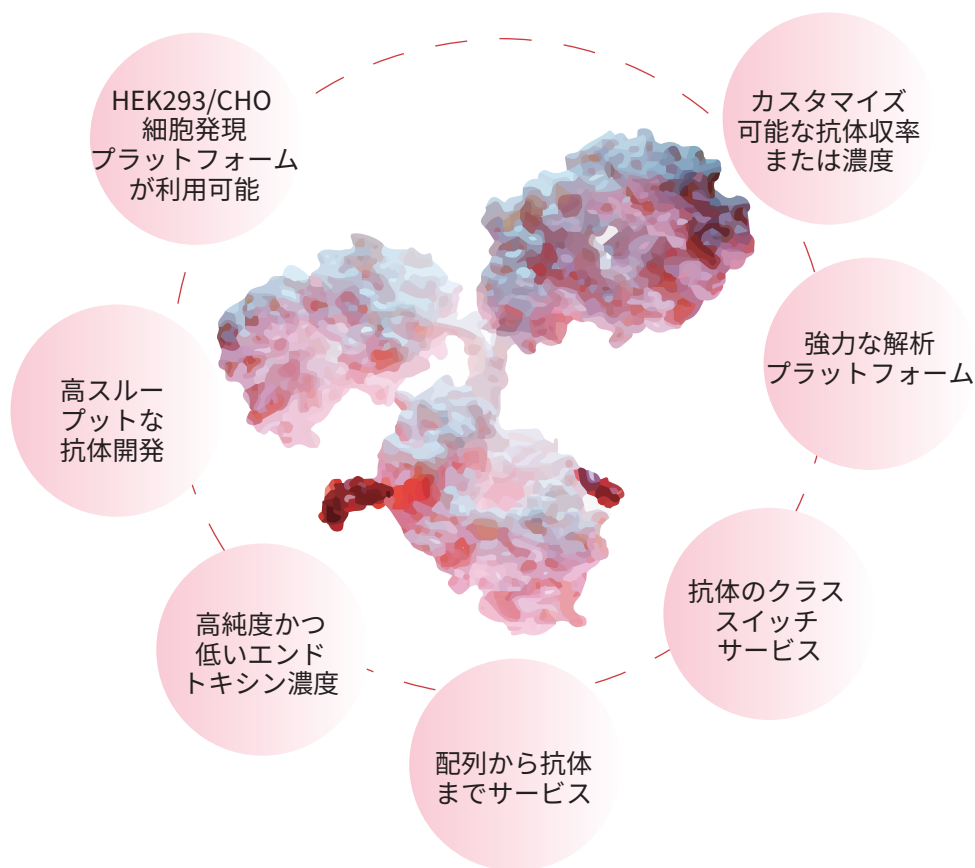 HEK293/CHO
細胞発現
プラットフォーム
が利用可能
カスタマイズ
可能な抗体収率
または濃度
強力な解析
プラットフォーム
高スルー
プットな
抗体開発
抗体のクラス
スイッチ
サービス
高純度かつ
低いエンド
トキシン濃度
配列から抗体
までサービス